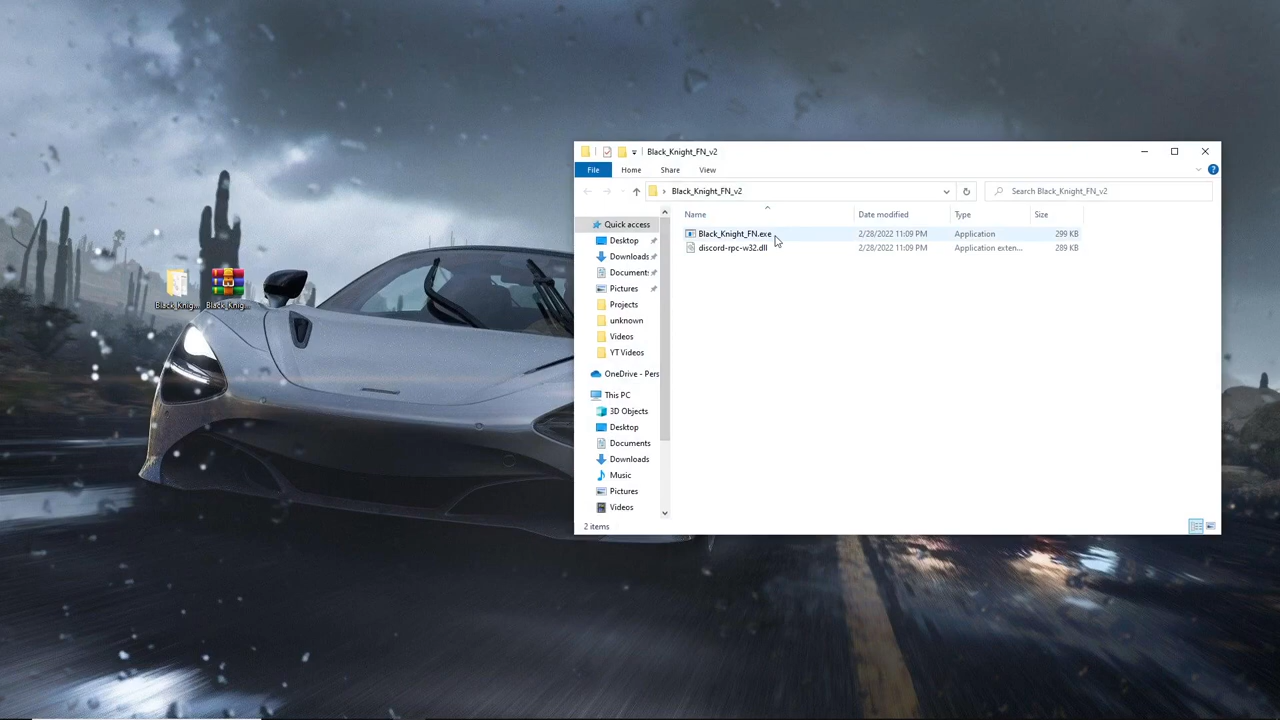 Black_Knight_FN_v2
File Home Share View
Black_Knight_FN_v2
Search Black_Knight_FN_v2
Name Date modified Type Size
Quick access
Desktop
Downloads
Document:
Pictures
Projects
unknown
Videos
YT Videos
OneDrive - Pers
This PC
3D Objects
Desktop
Documents
Downloads
Music
Pictures
Videos
Black_Knight_FN.exe 2/28/2022 11:09 PM Application 299 KB
discord-rpc-w32.dll 2/28/2022 11:09 PM Application exten... 289 KB
2 items
Black_Knig... Black_Knig...